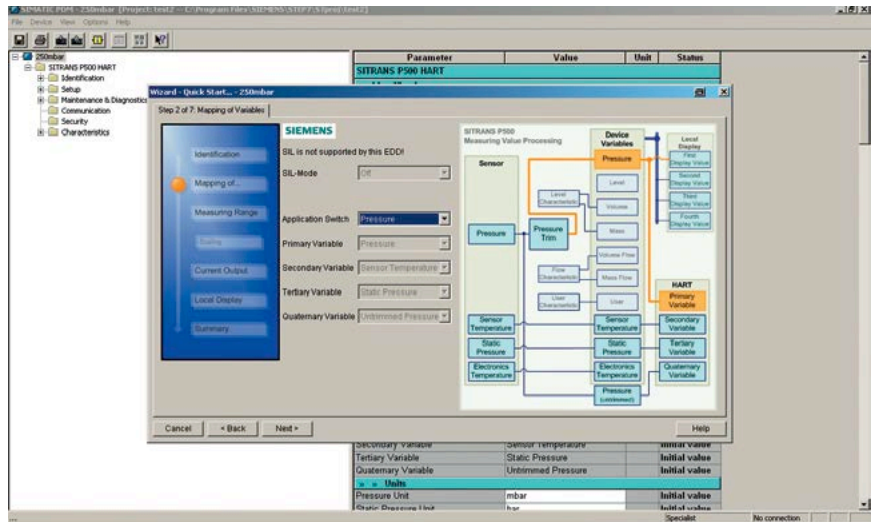 SIMATIC PDM - 250mbar [Project: test2 -- C:\Program Files\SIEMENS\STEP7\S7proj\test2]
File Device View Options Help
250mbar
SITRANS P500 HART
Identification
Setup
Maintenance & Diagnostics
Communication
Security
Characteristics
Parameter Value Unit Status
SITRANS P500 HART
Wizard - Quick Start... - 250mbar
Step 2 of 7: Mapping of Variables
Identification
Mapping of...
Measuring Range
Scaling
Current Output
Local Display
Summary
SIEMENS
SIL is not supported by this EDD!
SIL-Mode Off
Application Switch Pressure
Primary Variable Pressure
Secondary Variable Sensor Temperature
Tertiary Variable Static Pressure
Quaternary Variable Untrimmed Pressure
SITRANS P500
Measuring Value Processing
Sensor
Pressure
Sensor Temperature
Static Pressure
Electronics Temperature
Pressure Trim
Level Characteristic
Flow Characteristic
User Characteristic
Device Variables
Pressure
Level
Volume
Mass
Volume Flow
Mass Flow
User
Sensor Temperature
Static Pressure
Electronics Temperature
Pressure (untrimmed)
Local Display
First Display Value
Second Display Value
Third Display Value
Fourth Display Value
HART
Primary Variable
Secondary Variable
Tertiary Variable
Quaternary Variable
Cancel < Back Next > Help
Secondary Variable Sensor Temperature Initial value
Tertiary Variable Static Pressure Initial value
Quaternary Variable Untrimmed Pressure Initial value
» » Units
Pressure Unit mbar Initial value
Static Pressure Unit bar Initial value
Specialist No connection